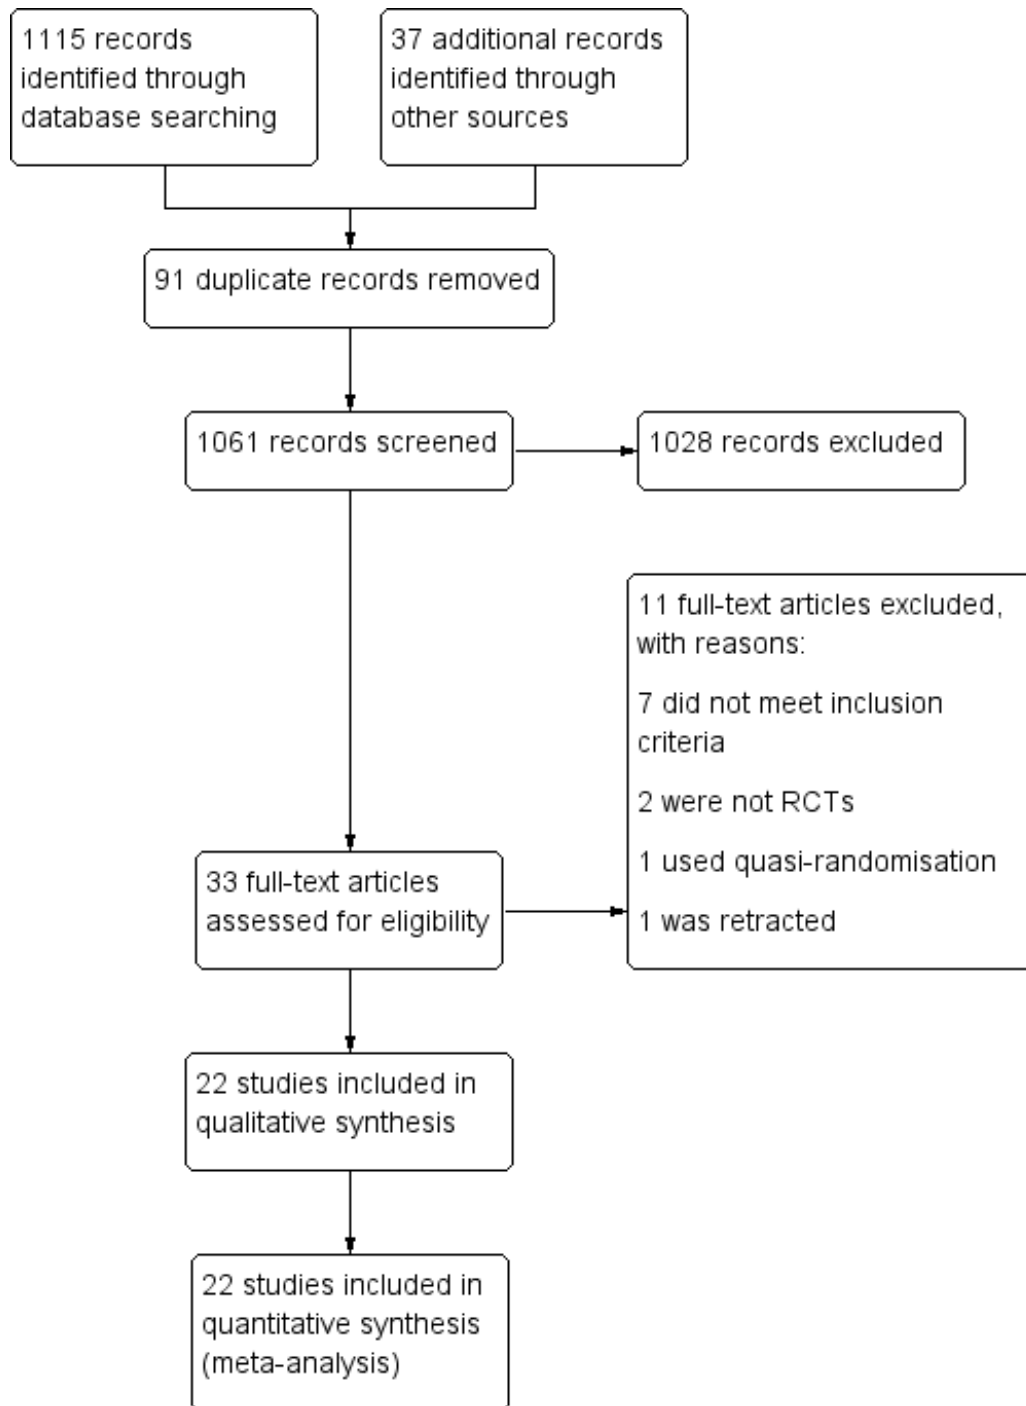 1115 records
identified through
database searching
37 additional records
identified through
other sources
91 duplicate records removed
1061 records screened
1028 records excluded
11 full-text articles excluded,
with reasons:
7 did not meet inclusion
criteria
2 were not RCTs
1 used quasi-randomisation
1 was retracted
33 full-text articles
assessed for eligibility
22 studies included in
qualitative synthesis
22 studies included in
quantitative synthesis
(meta-analysis)